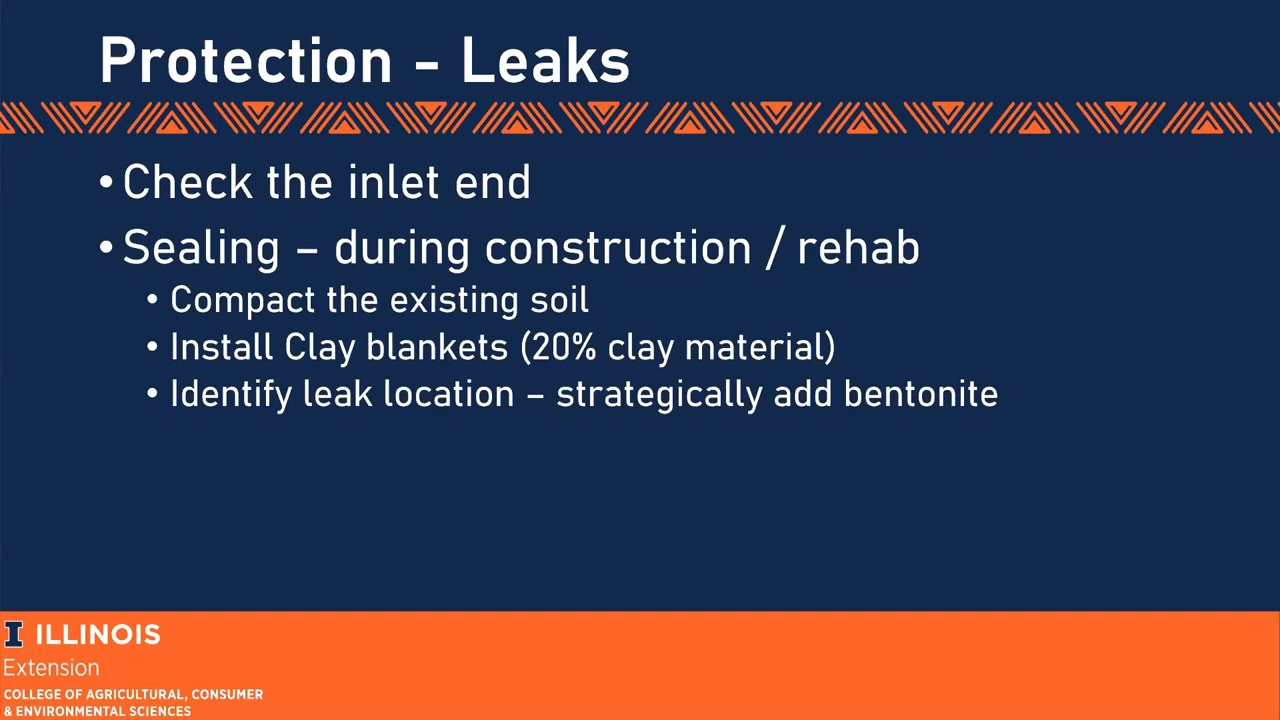 Protection - Leaks
• Check the inlet end
• Sealing – during construction / rehab
• Compact the existing soil
• Install Clay blankets (20% clay material)
• Identify leak location – strategically add bentonite
I ILLINOIS
Extension
COLLEGE OF AGRICULTURAL, CONSUMER
& ENVIRONMENTAL SCIENCES